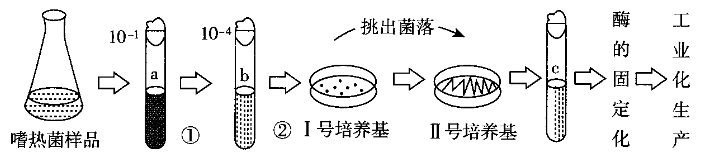 挑出菌落
10⁻¹
10⁻⁴
a
b
c
① ②
嗜热菌样品
Ⅰ号培养基
Ⅱ号培养基
酶的固定化
工业化生产